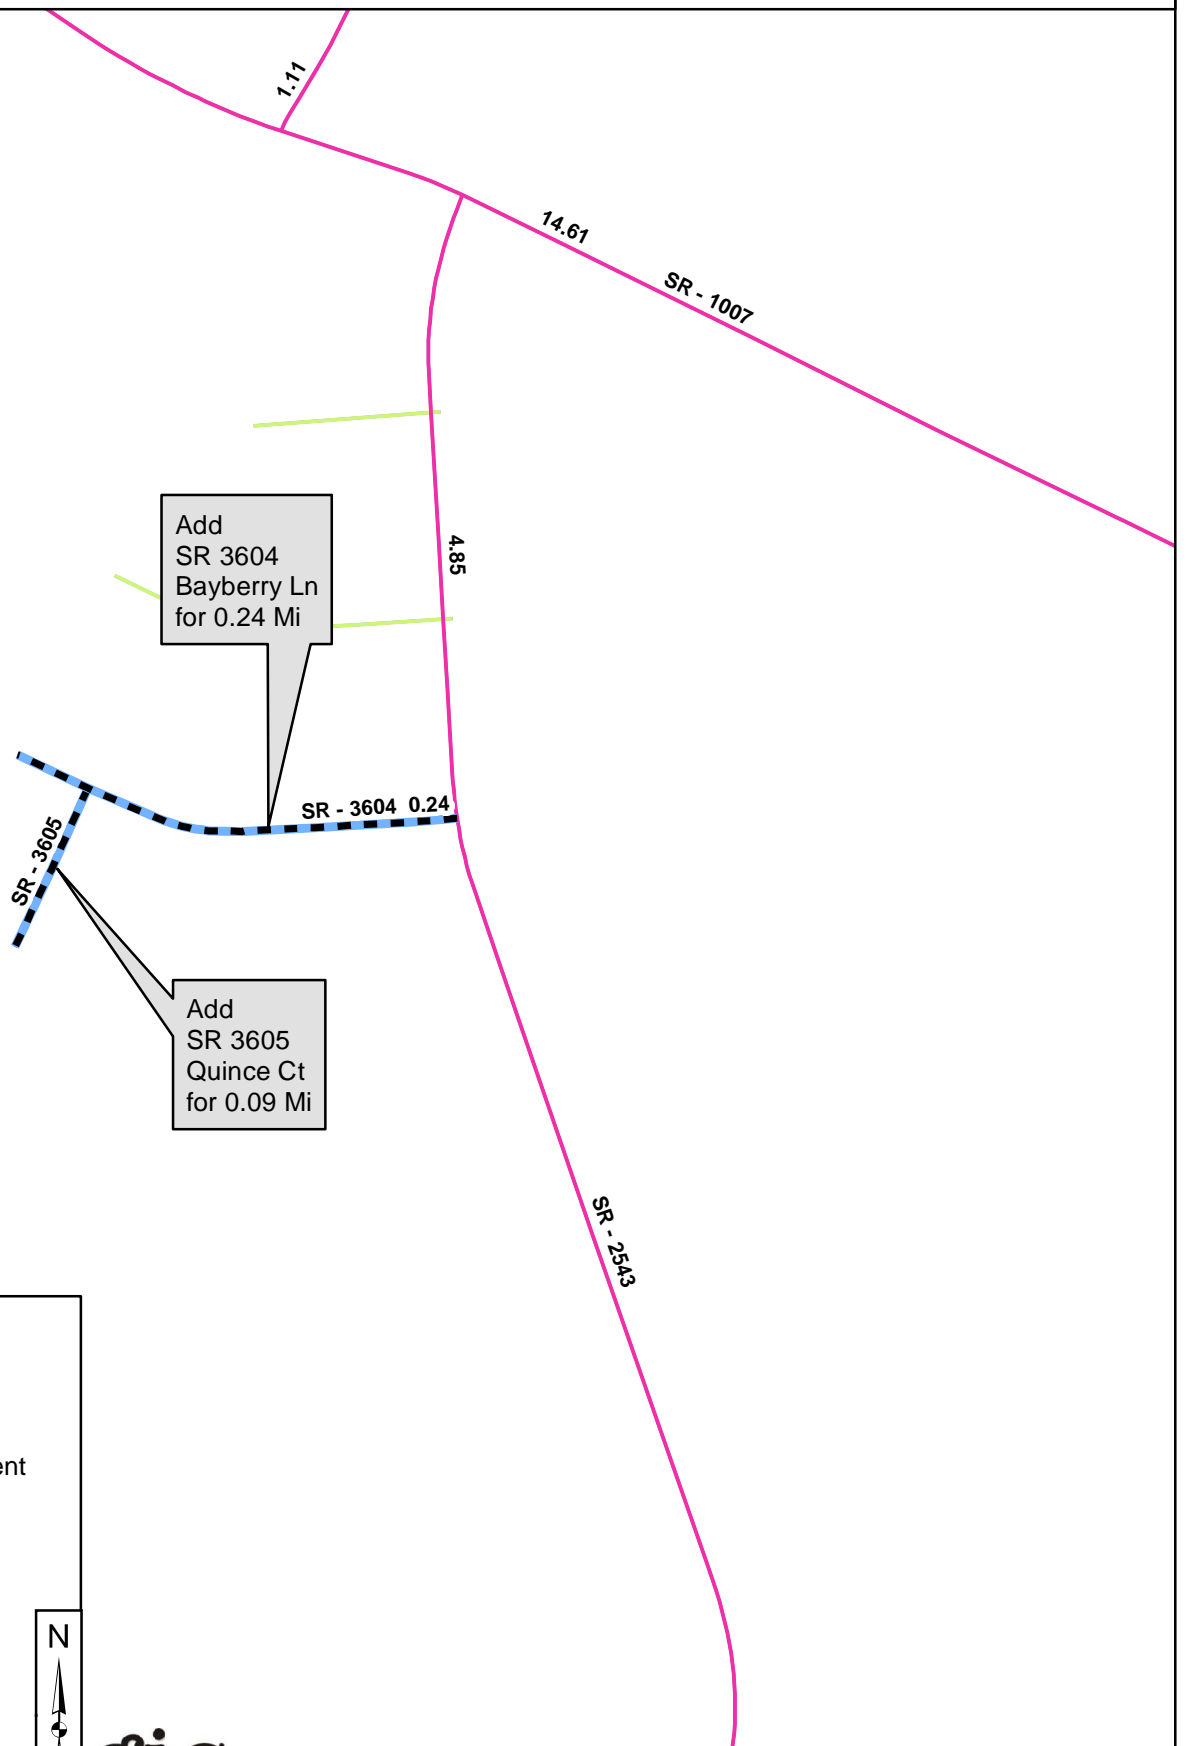 1.11
14.61
SR - 1007
Add
SR 3604
Bayberry Ln
for 0.24 Mi
4.85
SR - 3604 0.24
SR - 3605
Add
SR 3605
Quince Ct
for 0.09 Mi
SR - 2543
ent
N